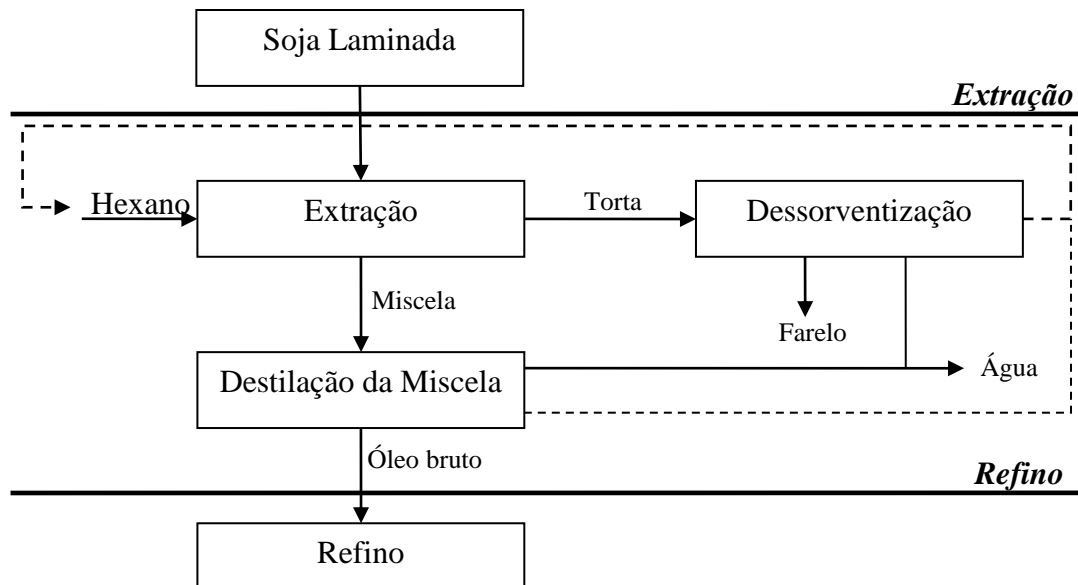 Soja Laminada
Extração
Hexano
Extração
Torta
Dessorventização
Miscela
Farelo
Destilação da Miscela
Água
Óleo bruto
Refino
Refino